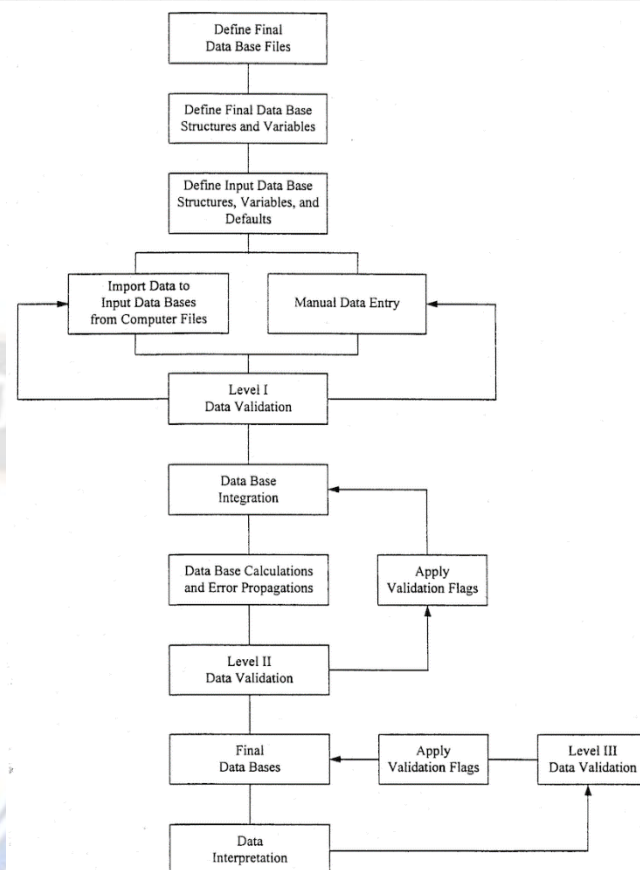 Define Final
Data Base Files
Define Final Data Base
Structures and Variables
Define Input Data Base
Structures, Variables, and
Defaults
Import Data to
Input Data Bases
from Computer Files
Manual Data Entry
Level I
Data Validation
Data Base
Integration
Data Base Calculations
and Error Propagations
Apply
Validation Flags
Level II
Data Validation
Final
Data Bases
Apply
Validation Flags
Level III
Data Validation
Data
Interpretation